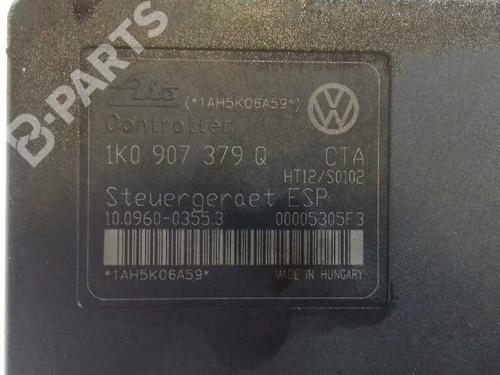 B-PARTS
Ate (*1AH5K06A59*)
Controller
1K0 907 379 Q CTA
HT12/S0102
Steuergeraet ESP
10.0960-0355.3 00005305F3
*1AH5K06A59* MADE IN HUNGARY